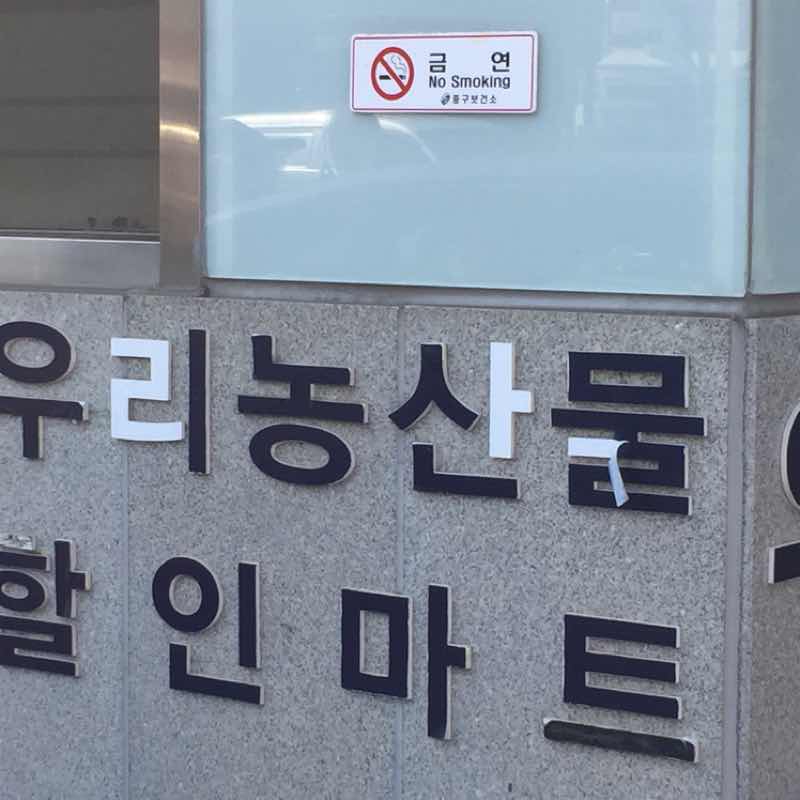 금 연
No Smoking
중구보건소
우리농산물
할인마트